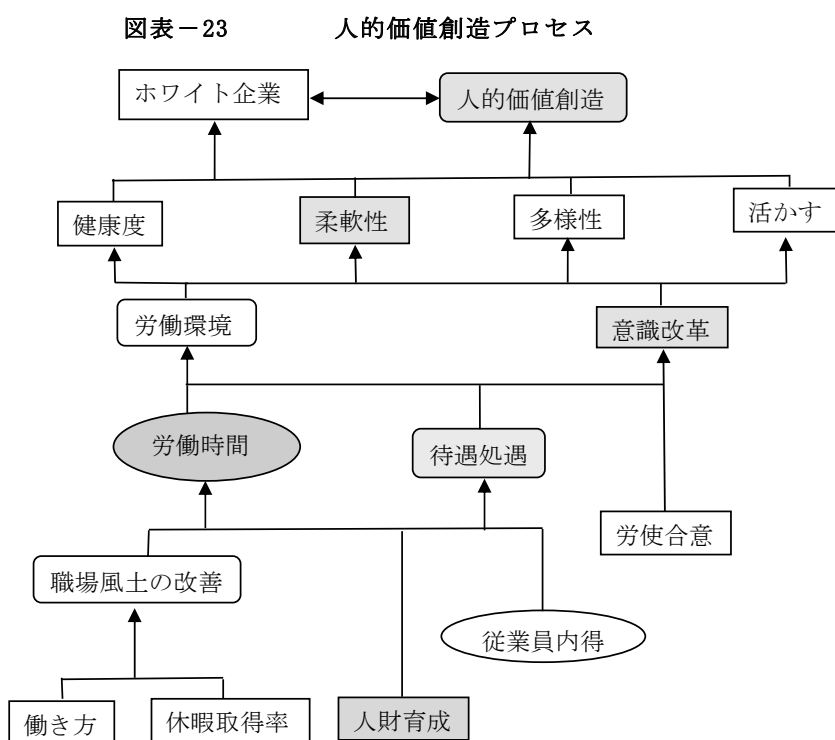 図表－23 人的価値創造プロセス
ホワイト企業
人的価値創造
健康度
柔軟性
多様性
活かす
労働環境
意識改革
労働時間
待遇処遇
労使合意
職場風土の改善
従業員内得
働き方
休暇取得率
人財育成